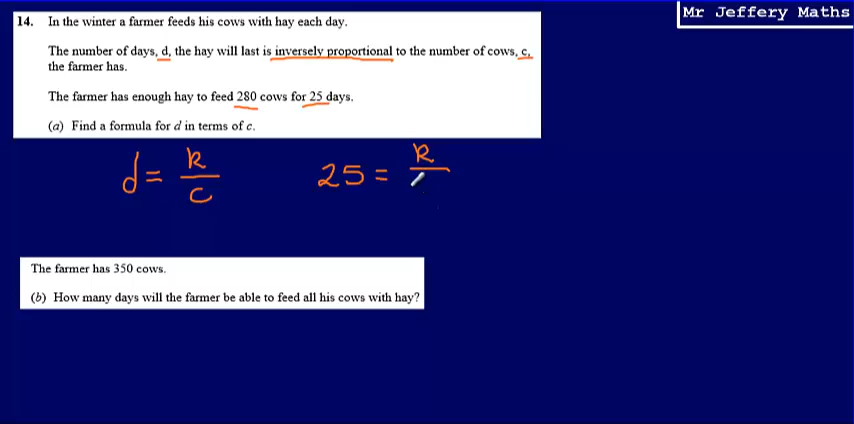 Mr Jeffery Maths
14. In the winter a farmer feeds his cows with hay each day.
The number of days, d, the hay will last is inversely proportional to the number of cows, c,
the farmer has.
The farmer has enough hay to feed 280 cows for 25 days.
(a) Find a formula for d in terms of c.
d = k/c 25 = k/
The farmer has 350 cows.
(b) How many days will the farmer be able to feed all his cows with hay?